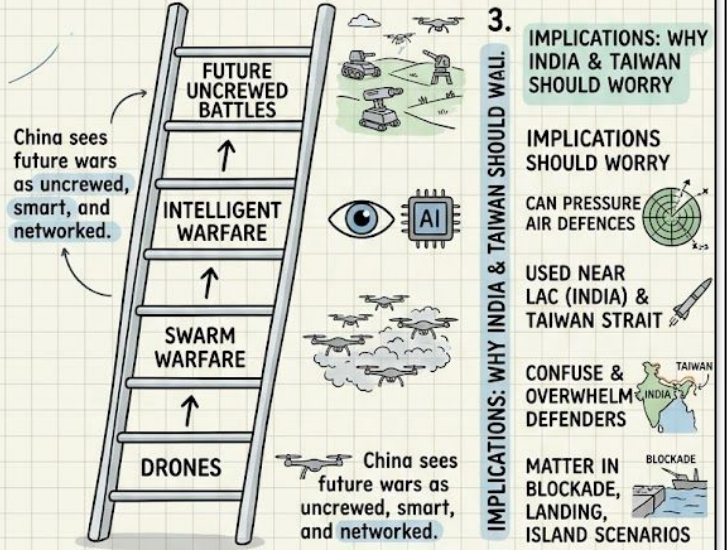 FUTURE
UNCREWED
BATTLES
China sees
future wars
as uncrewed,
smart, and
networked.
INTELLIGENT
WARFARE
AI
SWARM
WARFARE
DRONES
China sees
future wars as
uncrewed, smart,
and networked.
IMPLICATIONS: WHY INDIA & TAIWAN SHOULD WALI.
3.
IMPLICATIONS: WHY
INDIA & TAIWAN
SHOULD WORRY
IMPLICATIONS
SHOULD WORRY
CAN PRESSURE
AIR DEFENCES
USED NEAR
LAC (INDIA) &
TAIWAN STRAIT
CONFUSE &
OVERWHELM
DEFENDERS
TAIWAN
INDIA
MATTER IN
BLOCKADE,
LANDING,
ISLAND SCENARIOS
BLOCKADE